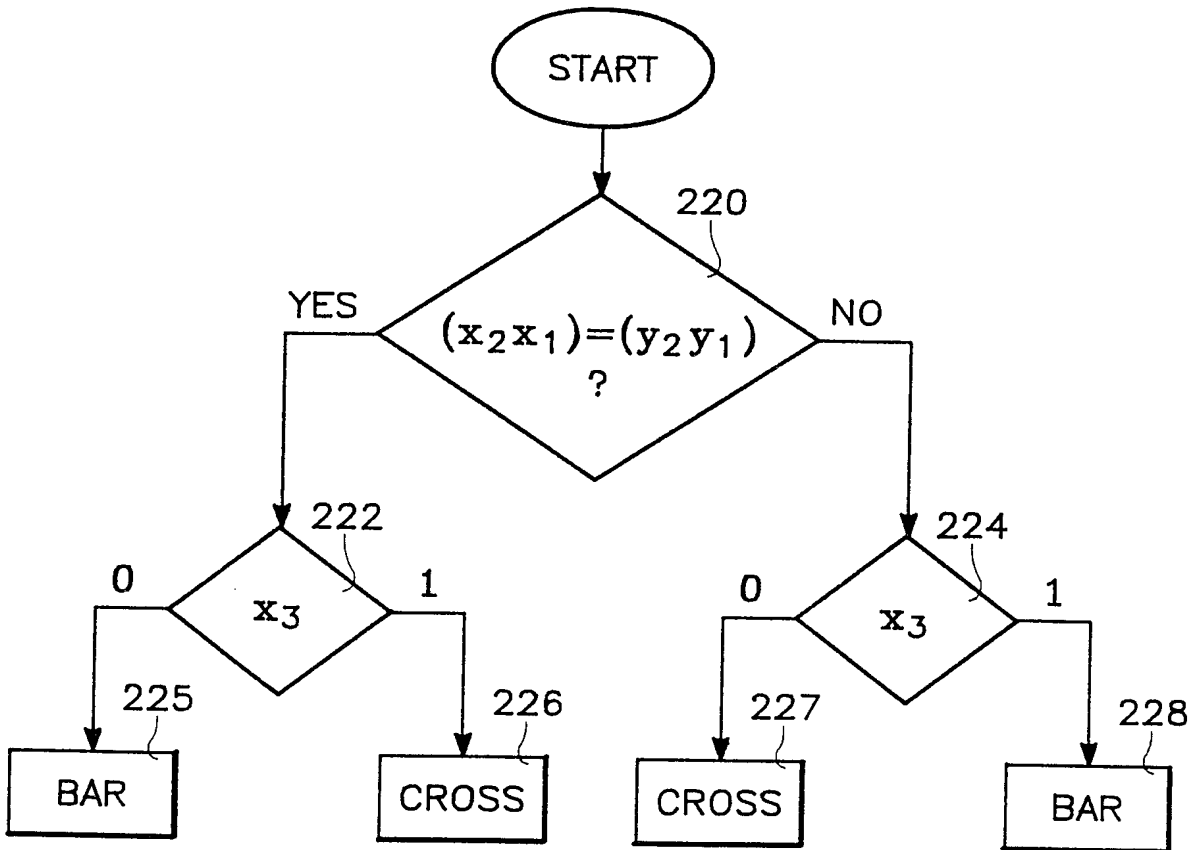 START
220
YES
(x₂x₁)=(y₂y₁)
?
NO
222
0
x₃
1
224
0
x₃
1
225
BAR
226
CROSS
227
CROSS
228
BAR